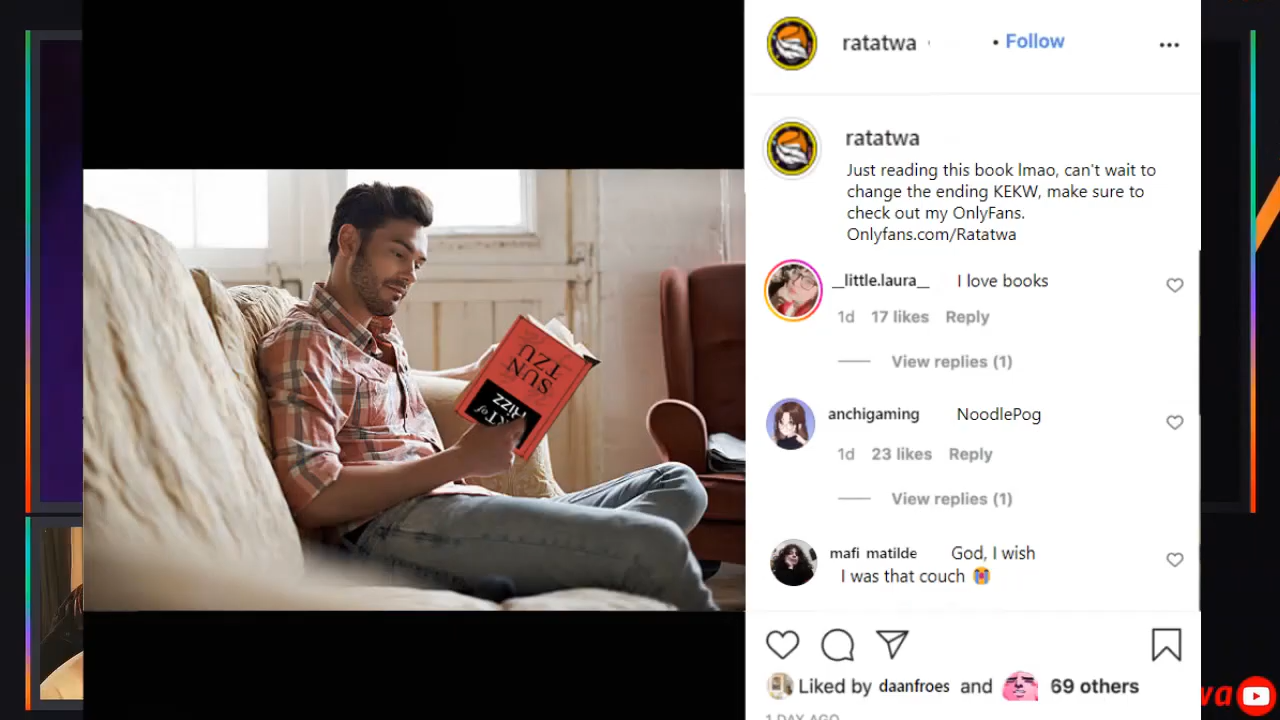 ratatwa • Follow
ratatwa
Just reading this book lmao, can't wait to
change the ending KEKW, make sure to
check out my OnlyFans.
Onlyfans.com/Ratatwa
__little.laura__ I love books
1d 17 likes Reply
View replies (1)
anchigaming NoodlePog
1d 23 likes Reply
View replies (1)
mafi matilde God, I wish
I was that couch 😭
Liked by daanfroes and 69 others
1 DAY AGO
SUN
TZU